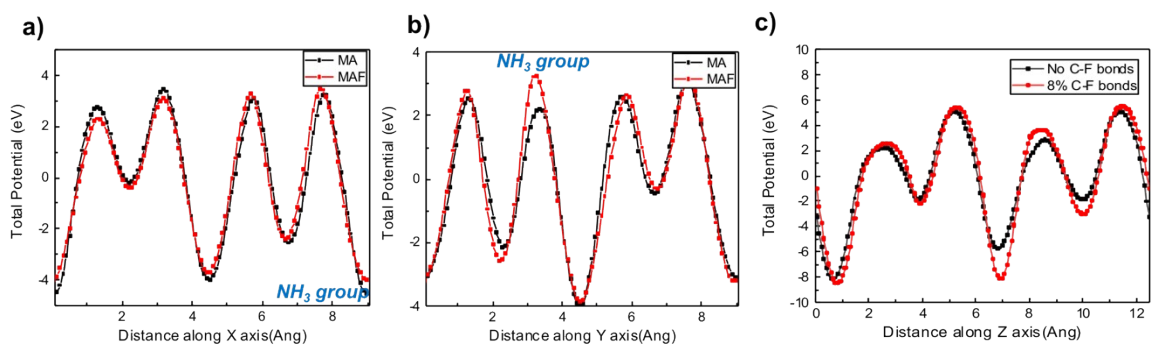 a)
Total Potential (eV)
4
2
0
-2
-4
MA
MAF
NH3 group
2
4
6
8
Distance along X axis(Ang)
b)
Total Potential (eV)
4
2
0
-2
-4
NH3 group
MA
MAF
2
4
6
8
Distance along Y axis(Ang)
c)
Total Potential (eV)
10
8
6
4
2
0
-2
-4
-6
-8
-10
No C-F bonds
8% C-F bonds
0
2
4
6
8
10
12
Distance along Z axis(Ang)